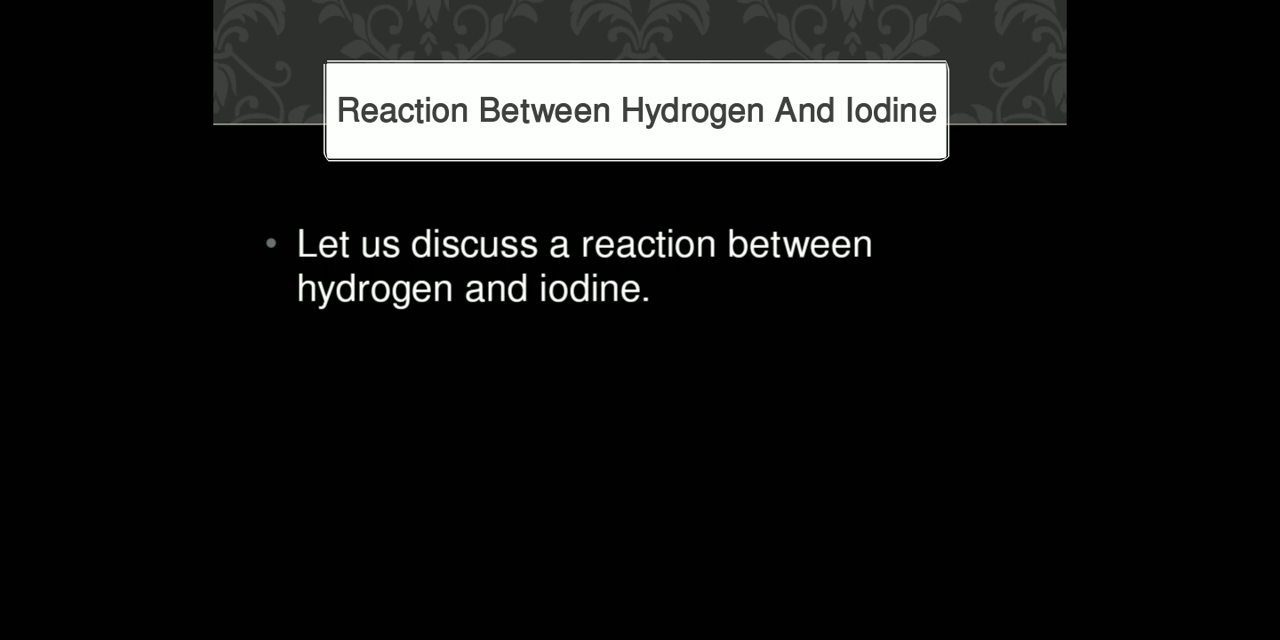 Reaction Between Hydrogen And Iodine
• Let us discuss a reaction between
hydrogen and iodine.